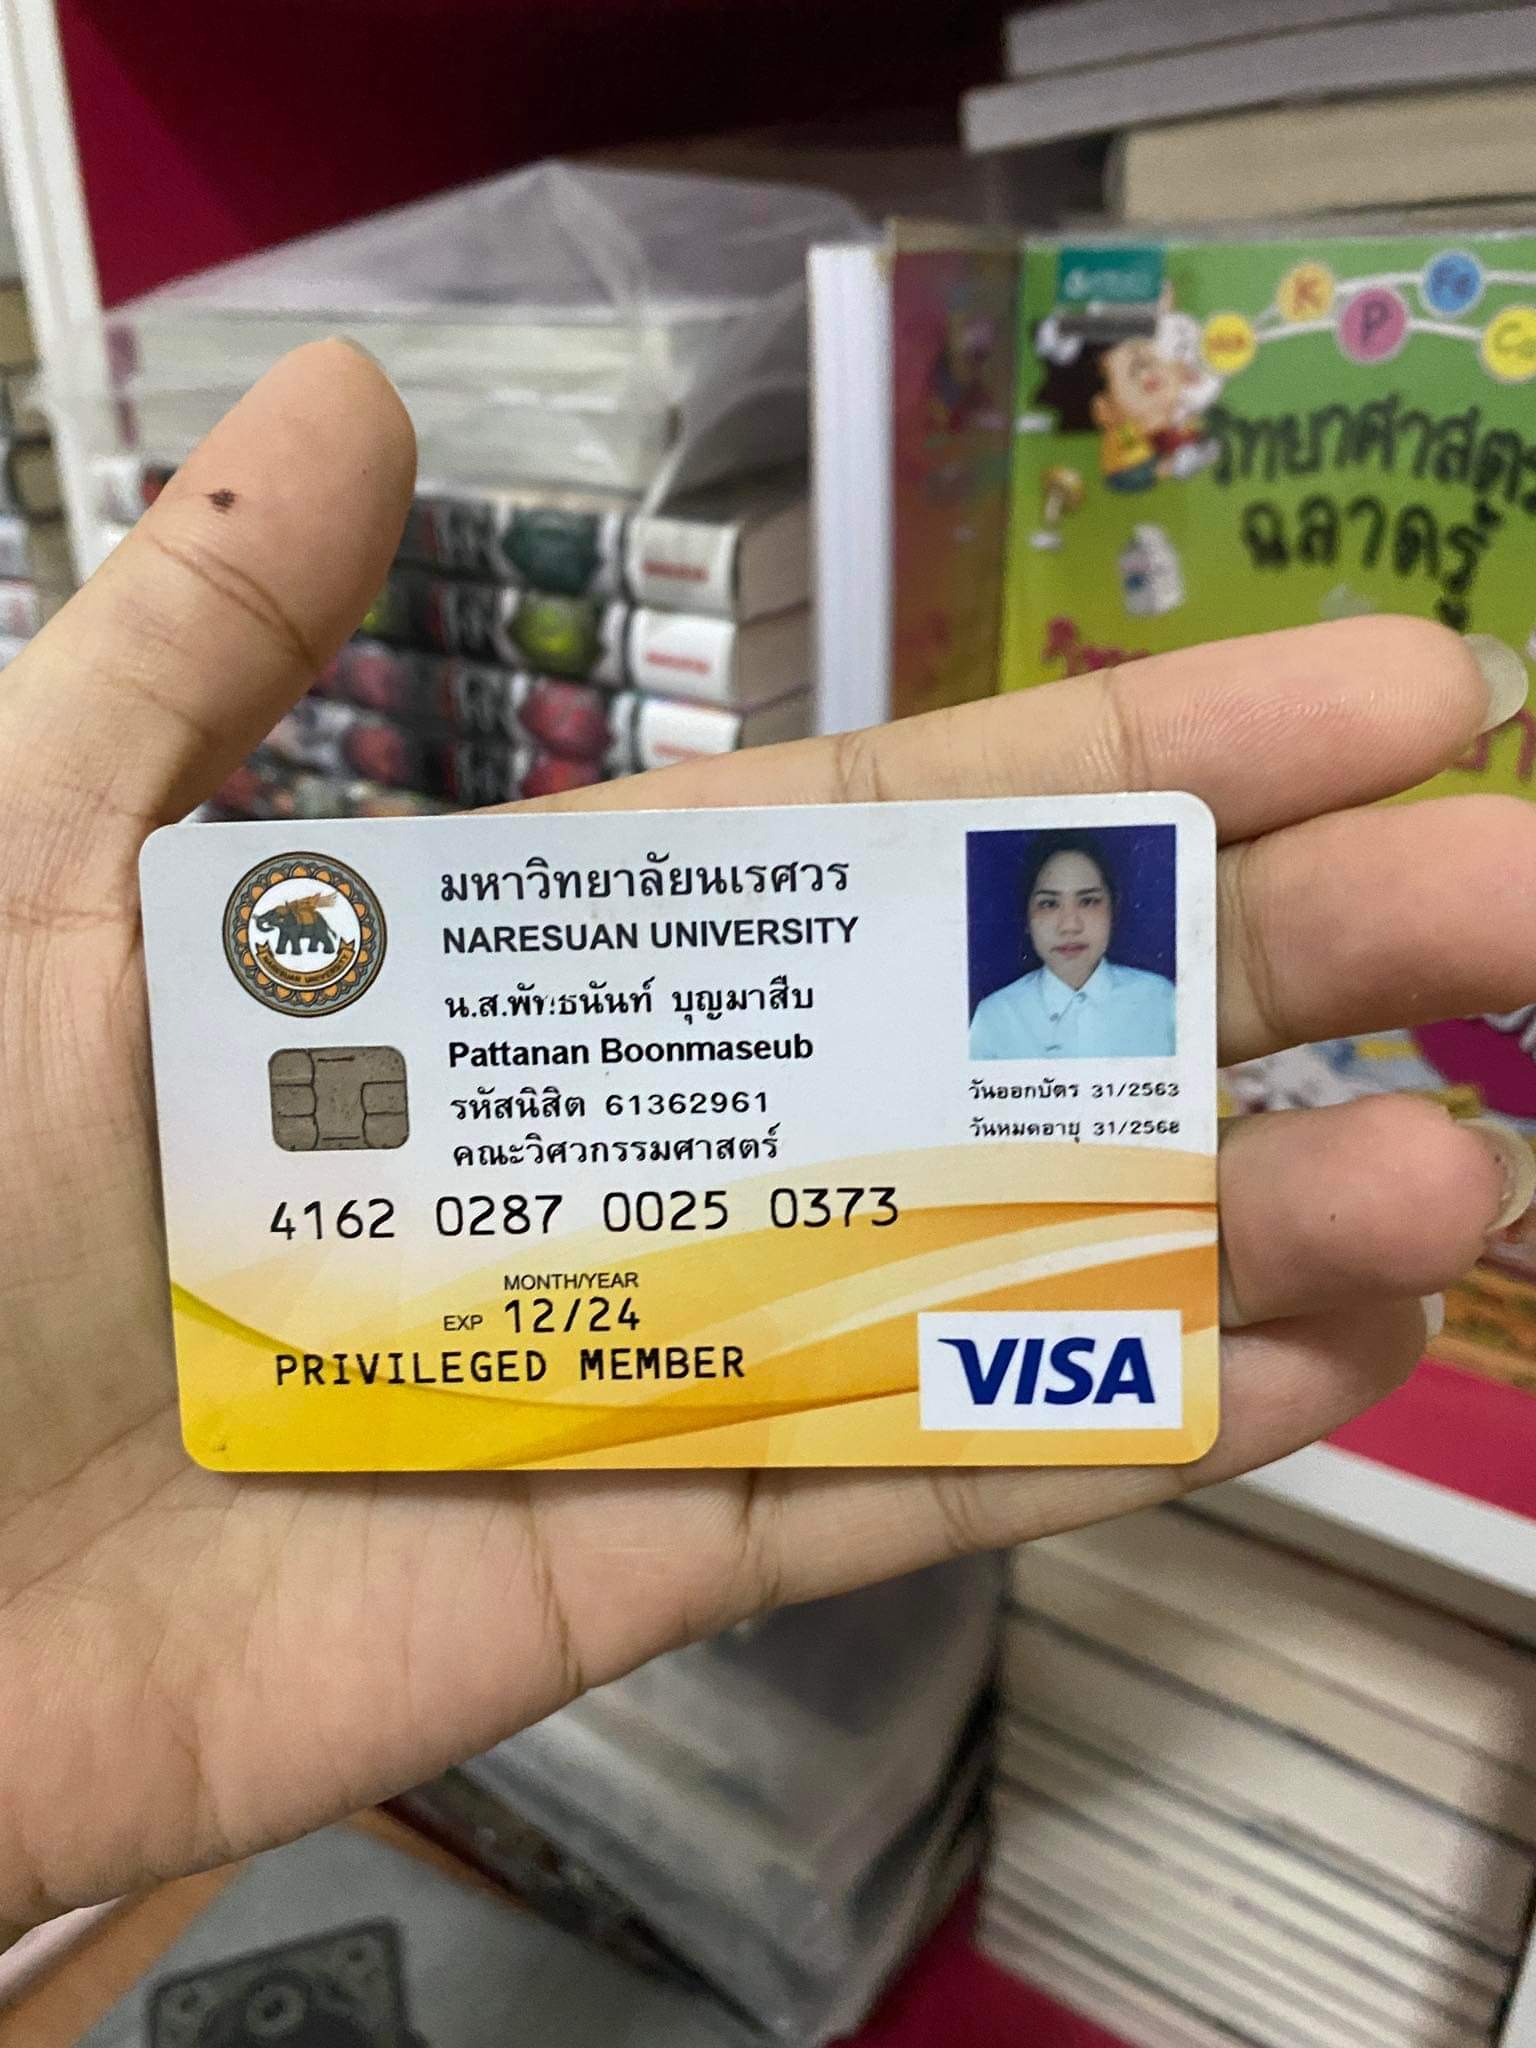 K P Fe
วิทยาศาสตร์
ฉลาดรู้
มหาวิทยาลัยนเรศวร
NARESUAN UNIVERSITY
NARESUAN UNIVERSITY
น.ส.พัทธนันท์ บุญมาสืบ
Pattanan Boonmaseub
รหัสนิสิต 61362961
คณะวิศวกรรมศาสตร์
วันออกบัตร 31/2563
วันหมดอายุ 31/2568
4162 0287 0025 0373
MONTH/YEAR
EXP 12/24
PRIVILEGED MEMBER
VISA